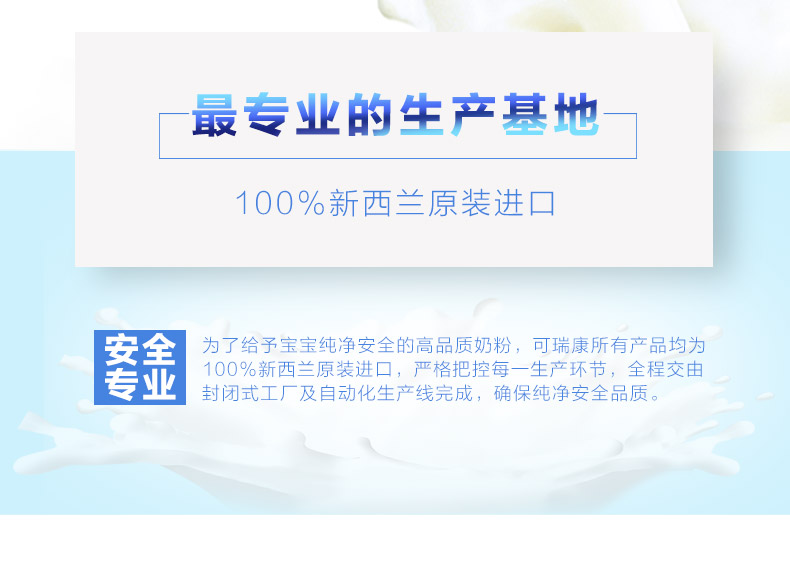 最专业的生产基地
100%新西兰原装进口
安全
专业
为了给予宝宝纯净安全的高品质奶粉，可瑞康所有产品均为
100%新西兰原装进口，严格把控每一生产环节，全程交由
封闭式工厂及自动化生产线完成，确保纯净安全品质。